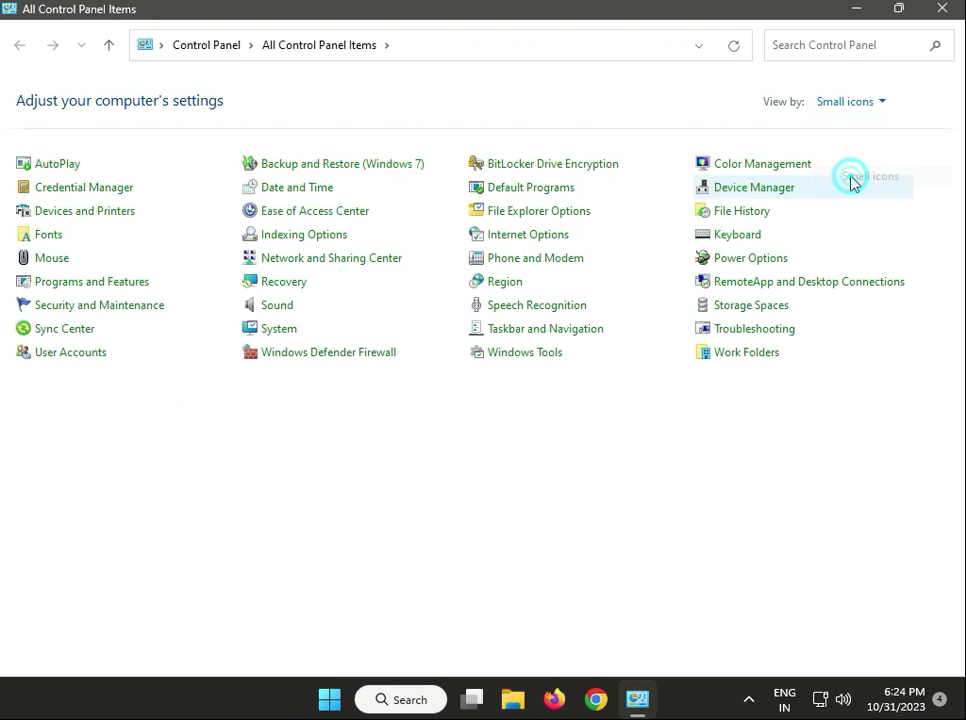 All Control Panel Items
Control Panel > All Control Panel Items >
Search Control Panel
Adjust your computer's settings
View by: Small icons
AutoPlay Backup and Restore (Windows 7) BitLocker Drive Encryption Color Management
Small icons
Credential Manager Date and Time Default Programs Device Manager
Devices and Printers Ease of Access Center File Explorer Options File History
Fonts Indexing Options Internet Options Keyboard
Mouse Network and Sharing Center Phone and Modem Power Options
Programs and Features Recovery Region RemoteApp and Desktop Connections
Security and Maintenance Sound Speech Recognition Storage Spaces
Sync Center System Taskbar and Navigation Troubleshooting
User Accounts Windows Defender Firewall Windows Tools Work Folders
Search
ENG
IN
6:24 PM
10/31/2023
4